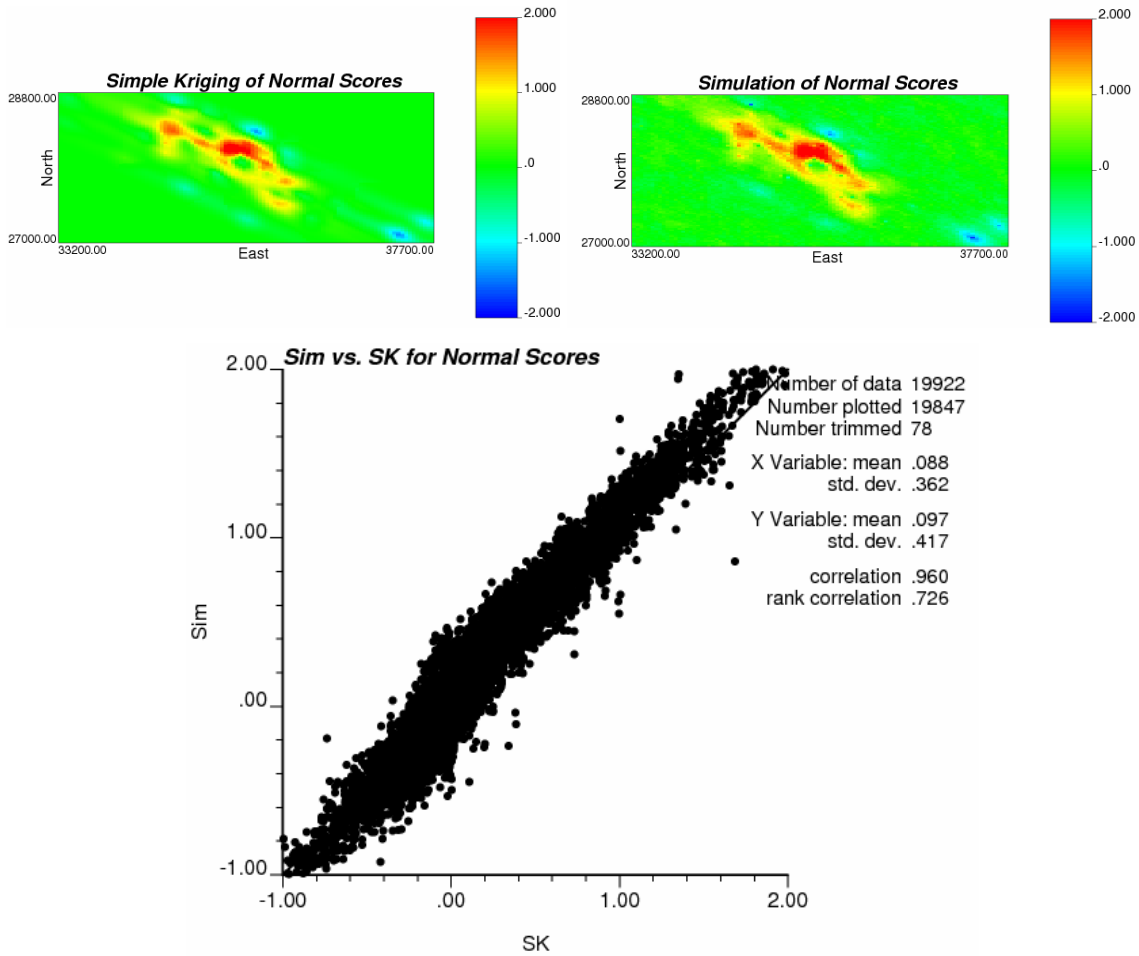 2.000
Simple Kriging of Normal Scores
1.000
28800.00
North
.0
27000.00
33200.00
East
37700.00
-1.000
-2.000
2.000
Simulation of Normal Scores
1.000
28800.00
North
.0
27000.00
33200.00
East
37700.00
-1.000
-2.000
Sim vs. SK for Normal Scores
2.00
Number of data 19922
Number plotted 19847
Number trimmed 78
X Variable: mean .088
std. dev. .362
Y Variable: mean .097
std. dev. .417
correlation .960
rank correlation .726
1.00
Sim
.00
-1.00
-1.00 .00 1.00 2.00
SK